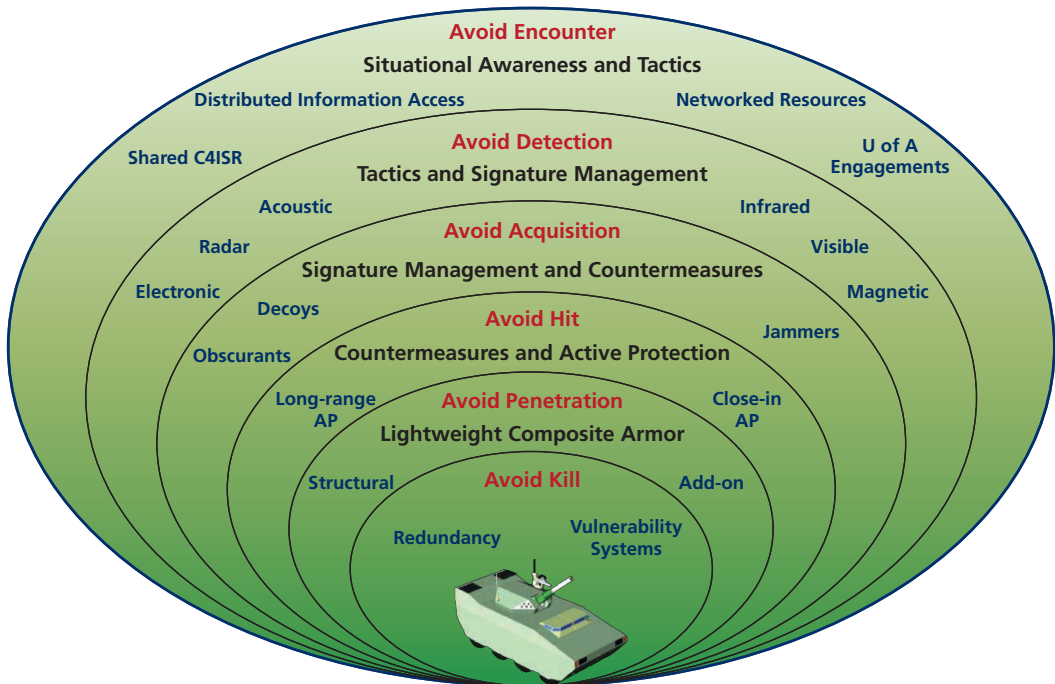 Avoid Encounter
Situational Awareness and Tactics
Distributed Information Access
Networked Resources
Shared C4ISR
U of A
Engagements
Avoid Detection
Tactics and Signature Management
Acoustic
Infrared
Radar
Visible
Electronic
Magnetic
Avoid Acquisition
Signature Management and Countermeasures
Decoys
Jammers
Obscurants
Avoid Hit
Countermeasures and Active Protection
Long-range
AP
Close-in
AP
Avoid Penetration
Lightweight Composite Armor
Structural
Add-on
Avoid Kill
Redundancy
Vulnerability
Systems